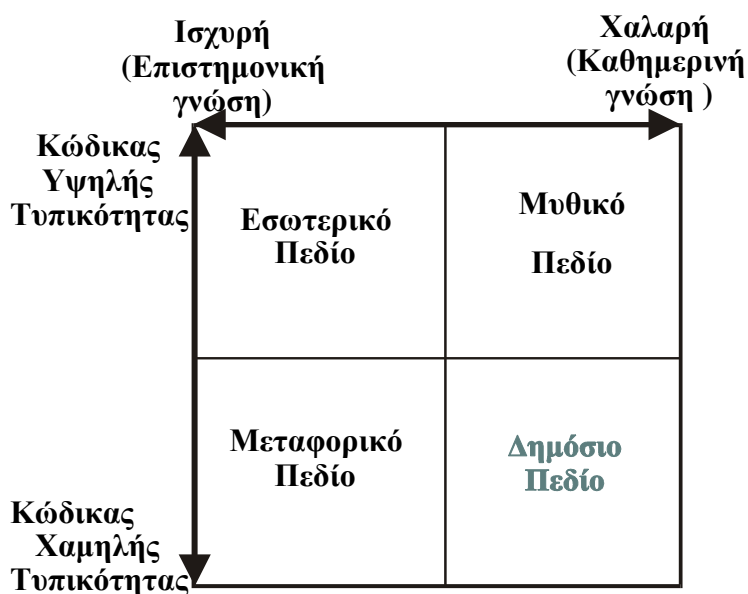 Ισχυρή
(Επιστημονική
γνώση)
Χαλαρή
(Καθημερινή
γνώση )
Κώδικας
Υψηλής
Τυπικότητας
Εσωτερικό
Πεδίο
Μυθικό
Πεδίο
Μεταφορικό
Πεδίο
Δημόσιο
Πεδίο
Κώδικας
Χαμηλής
Τυπικότητας